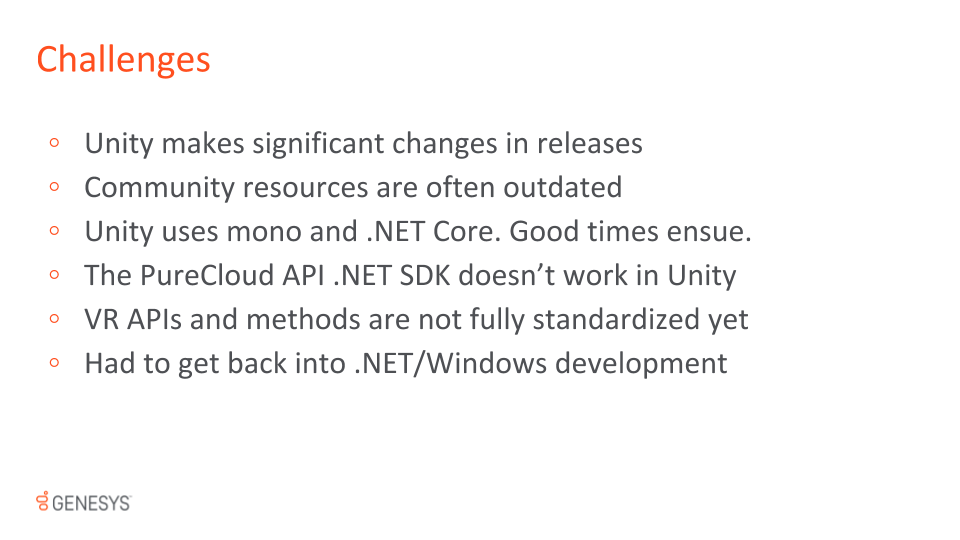 Challenges
Unity makes significant changes in releases
Community resources are often outdated
Unity uses mono and .NET Core. Good times ensue.
The PureCloud API .NET SDK doesn’t work in Unity
VR APIs and methods are not fully standardized yet
Had to get back into .NET/Windows development
GENESYS